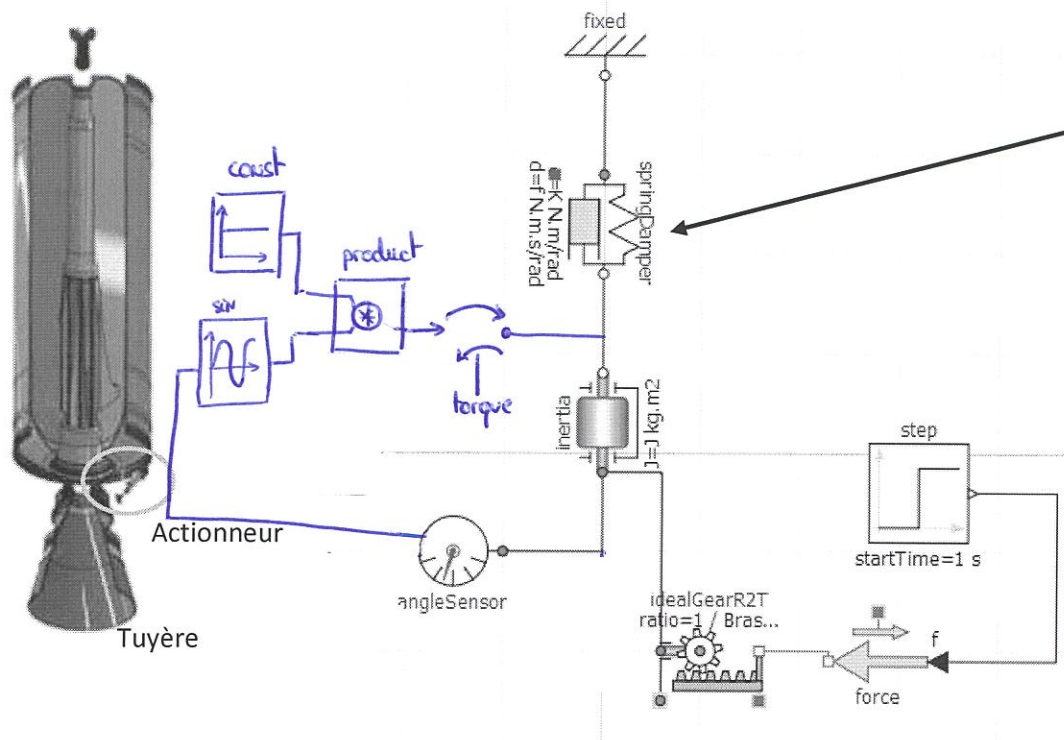 fixed
springDamper
■=K N.m/rad
d=f N.m.s/rad
const
product
*
sin
torque
inertia
J=J kg.m2
step
startTime=1 s
Actionneur
angleSensor
Tuyère
idealGearR2T
ratio=1 / Bras...
f
force